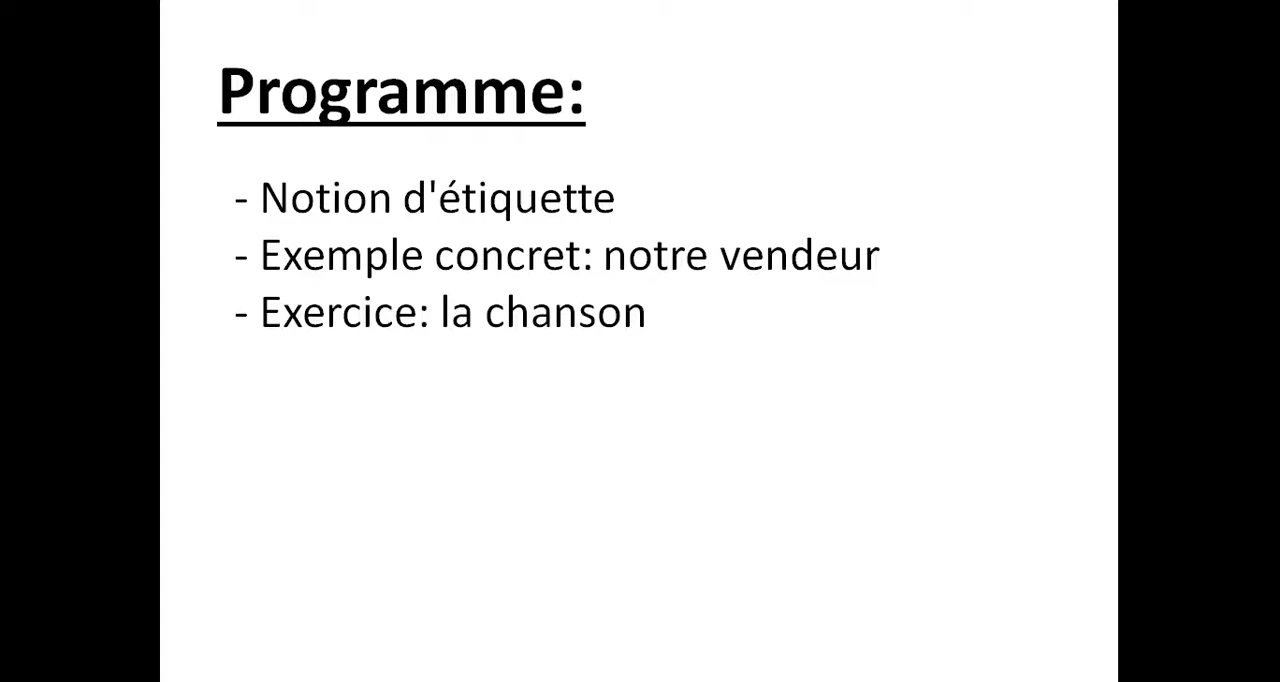 Programme:
- Notion d'étiquette
- Exemple concret: notre vendeur
- Exercice: la chanson